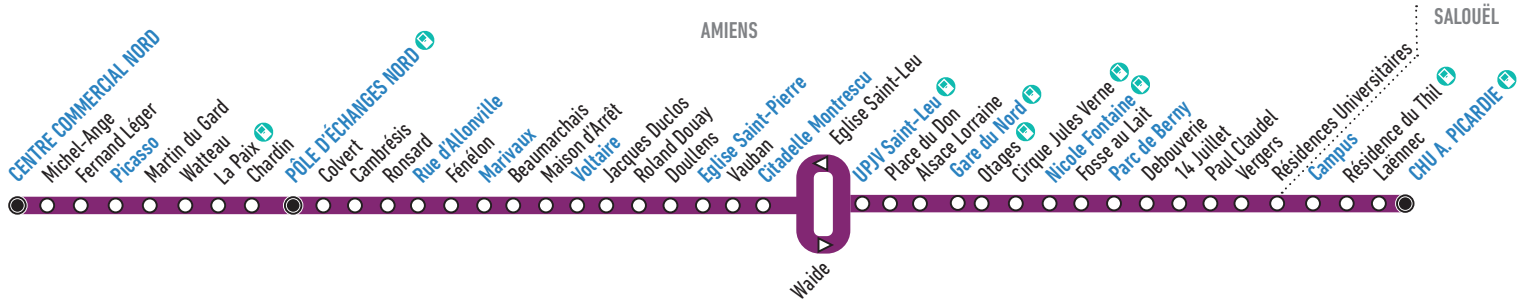 AMIENS
SALOUËL
CENTRE COMMERCIAL NORD
Michel-Ange
Fernand Léger
Picasso
Martin du Gard
Watteau
La Paix
Chardin
PÔLE D'ÉCHANGES NORD
Colvert
Cambrésis
Ronsard
Rue d'Allonville
Fénélon
Marivaux
Beaumarchais
Maison d'Arrêt
Voltaire
Jacques Duclos
Roland Douay
Doullens
Eglise Saint-Pierre
Vauban
Citadelle Montrescu
Eglise Saint-Leu
Waide
UPJV Saint-Leu
Place du Don
Alsace Lorraine
Gare du Nord
Otages
Cirque Jules Verne
Nicole Fontaine
Fosse au Lait
Parc de Berny
Debouverie
14 Juillet
Paul Claudel
Vergers
Résidences Universitaires
Campus
Résidence du Thil
Laënnec
CHU A. PICARDIE